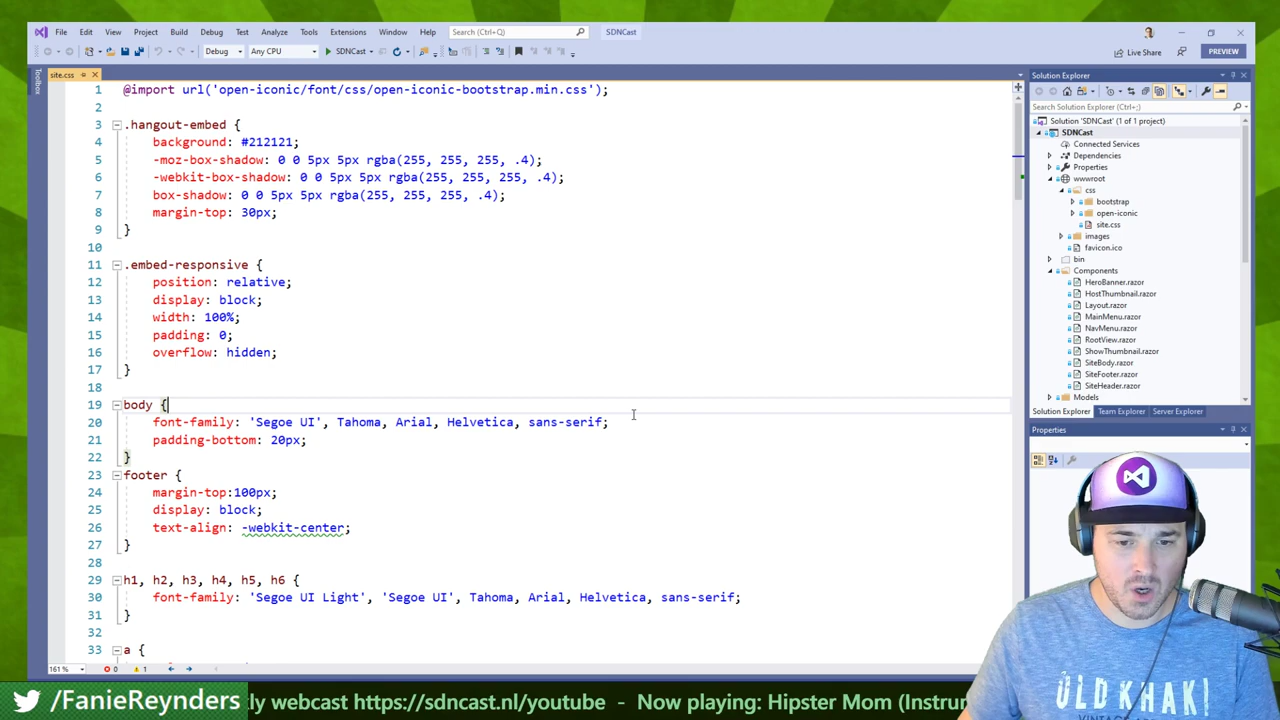 File Edit View Project Build Debug Test Analyze Tools Extensions Window Help Search (Ctrl+Q) SDNCast
Debug Any CPU SDNCast Live Share PREVIEW
Toolbox
site.css
1 @import url('open-iconic/font/css/open-iconic-bootstrap.min.css');
2
3 .hangout-embed {
4 background: #212121;
5 -moz-box-shadow: 0 0 5px 5px rgba(255, 255, 255, .4);
6 -webkit-box-shadow: 0 0 5px 5px rgba(255, 255, 255, .4);
7 box-shadow: 0 0 5px 5px rgba(255, 255, 255, .4);
8 margin-top: 30px;
9 }
10
11 .embed-responsive {
12 position: relative;
13 display: block;
14 width: 100%;
15 padding: 0;
16 overflow: hidden;
17 }
18
19 body {
20 font-family: 'Segoe UI', Tahoma, Arial, Helvetica, sans-serif;
21 padding-bottom: 20px;
22 }
23 footer {
24 margin-top:100px;
25 display: block;
26 text-align: -webkit-center;
27 }
28
29 h1, h2, h3, h4, h5, h6 {
30 font-family: 'Segoe UI Light', 'Segoe UI', Tahoma, Arial, Helvetica, sans-serif;
31 }
32
33 a {
161 % 0 1
Solution Explorer
Search Solution Explorer (Ctrl+;)
Solution 'SDNCast' (1 of 1 project)
SDNCast
Connected Services
Dependencies
Properties
wwwroot
css
bootstrap
open-iconic
site.css
images
favicon.ico
bin
Components
HeroBanner.razor
HostThumbnail.razor
Layout.razor
MainMenu.razor
NavMenu.razor
RootView.razor
ShowThumbnail.razor
SiteBody.razor
SiteFooter.razor
SiteHeader.razor
Models
Solution Explorer Team Explorer Server Explorer
Properties
ÜLD KHAKI
/FanieReynders tly webcast https://sdncast.nl/youtube - Now playing: Hipster Mom (Instrum